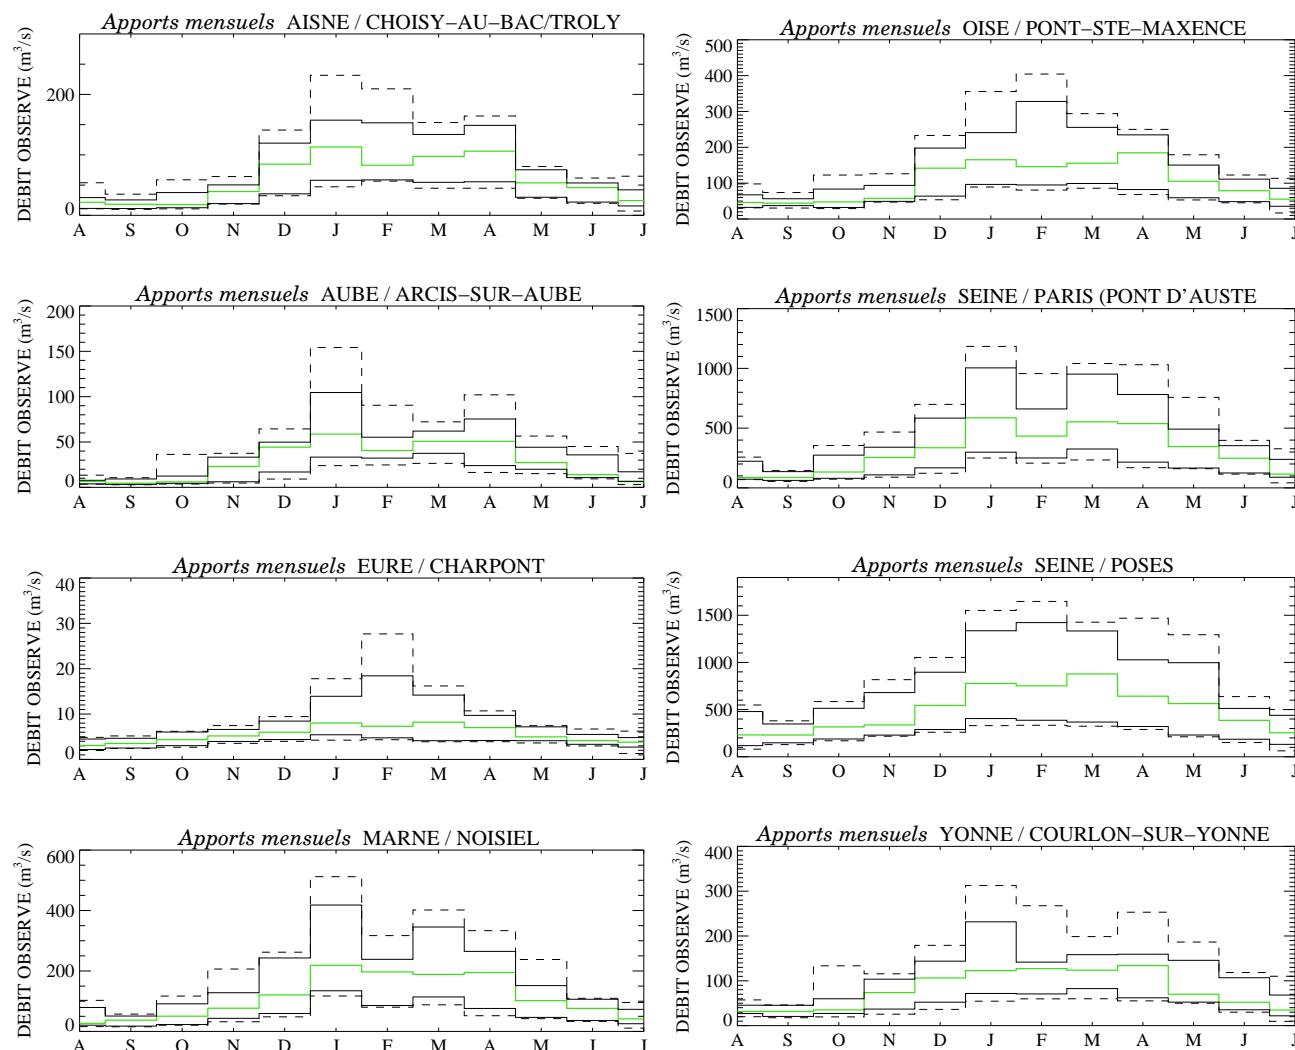 Apports mensuels AISNE / CHOISY−AU−BAC/TROLY
DEBIT OBSERVE (m³/s)
200
0
A S O N D J F M A M J J
Apports mensuels OISE / PONT−STE−MAXENCE
DEBIT OBSERVE (m³/s)
500
400
300
200
100
0
A S O N D J F M A M J J
Apports mensuels AUBE / ARCIS−SUR−AUBE
DEBIT OBSERVE (m³/s)
200
150
100
50
0
A S O N D J F M A M J J
Apports mensuels SEINE / PARIS (PONT D'AUSTE
DEBIT OBSERVE (m³/s)
1500
1000
500
0
A S O N D J F M A M J J
Apports mensuels EURE / CHARPONT
DEBIT OBSERVE (m³/s)
40
30
20
10
0
A S O N D J F M A M J J
Apports mensuels SEINE / POSES
DEBIT OBSERVE (m³/s)
1500
1000
500
0
A S O N D J F M A M J J
Apports mensuels MARNE / NOISIEL
DEBIT OBSERVE (m³/s)
600
400
200
0
A S O N D J F M A M J J
Apports mensuels YONNE / COURLON−SUR−YONNE
DEBIT OBSERVE (m³/s)
400
300
200
100
0
A S O N D J F M A M J J